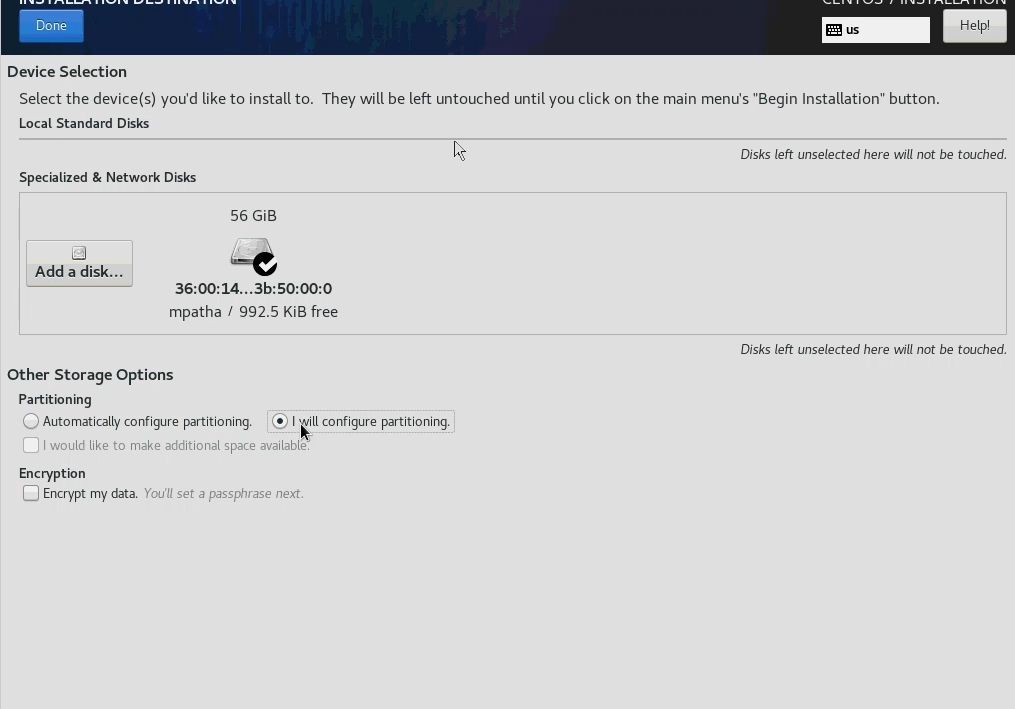 INSTALLATION DESTINATION
CENTOS 7 INSTALLATION
Done
us
Help!
Device Selection
Select the device(s) you'd like to install to.  They will be left untouched until you click on the main menu's "Begin Installation" button.
Local Standard Disks
Disks left unselected here will not be touched.
Specialized & Network Disks
56 GiB
Add a disk...
36:00:14...3b:50:00:0
mpatha / 992.5 KiB free
Disks left unselected here will not be touched.
Other Storage Options
Partitioning
Automatically configure partitioning. I will configure partitioning.
I would like to make additional space available.
Encryption
Encrypt my data. You'll set a passphrase next.